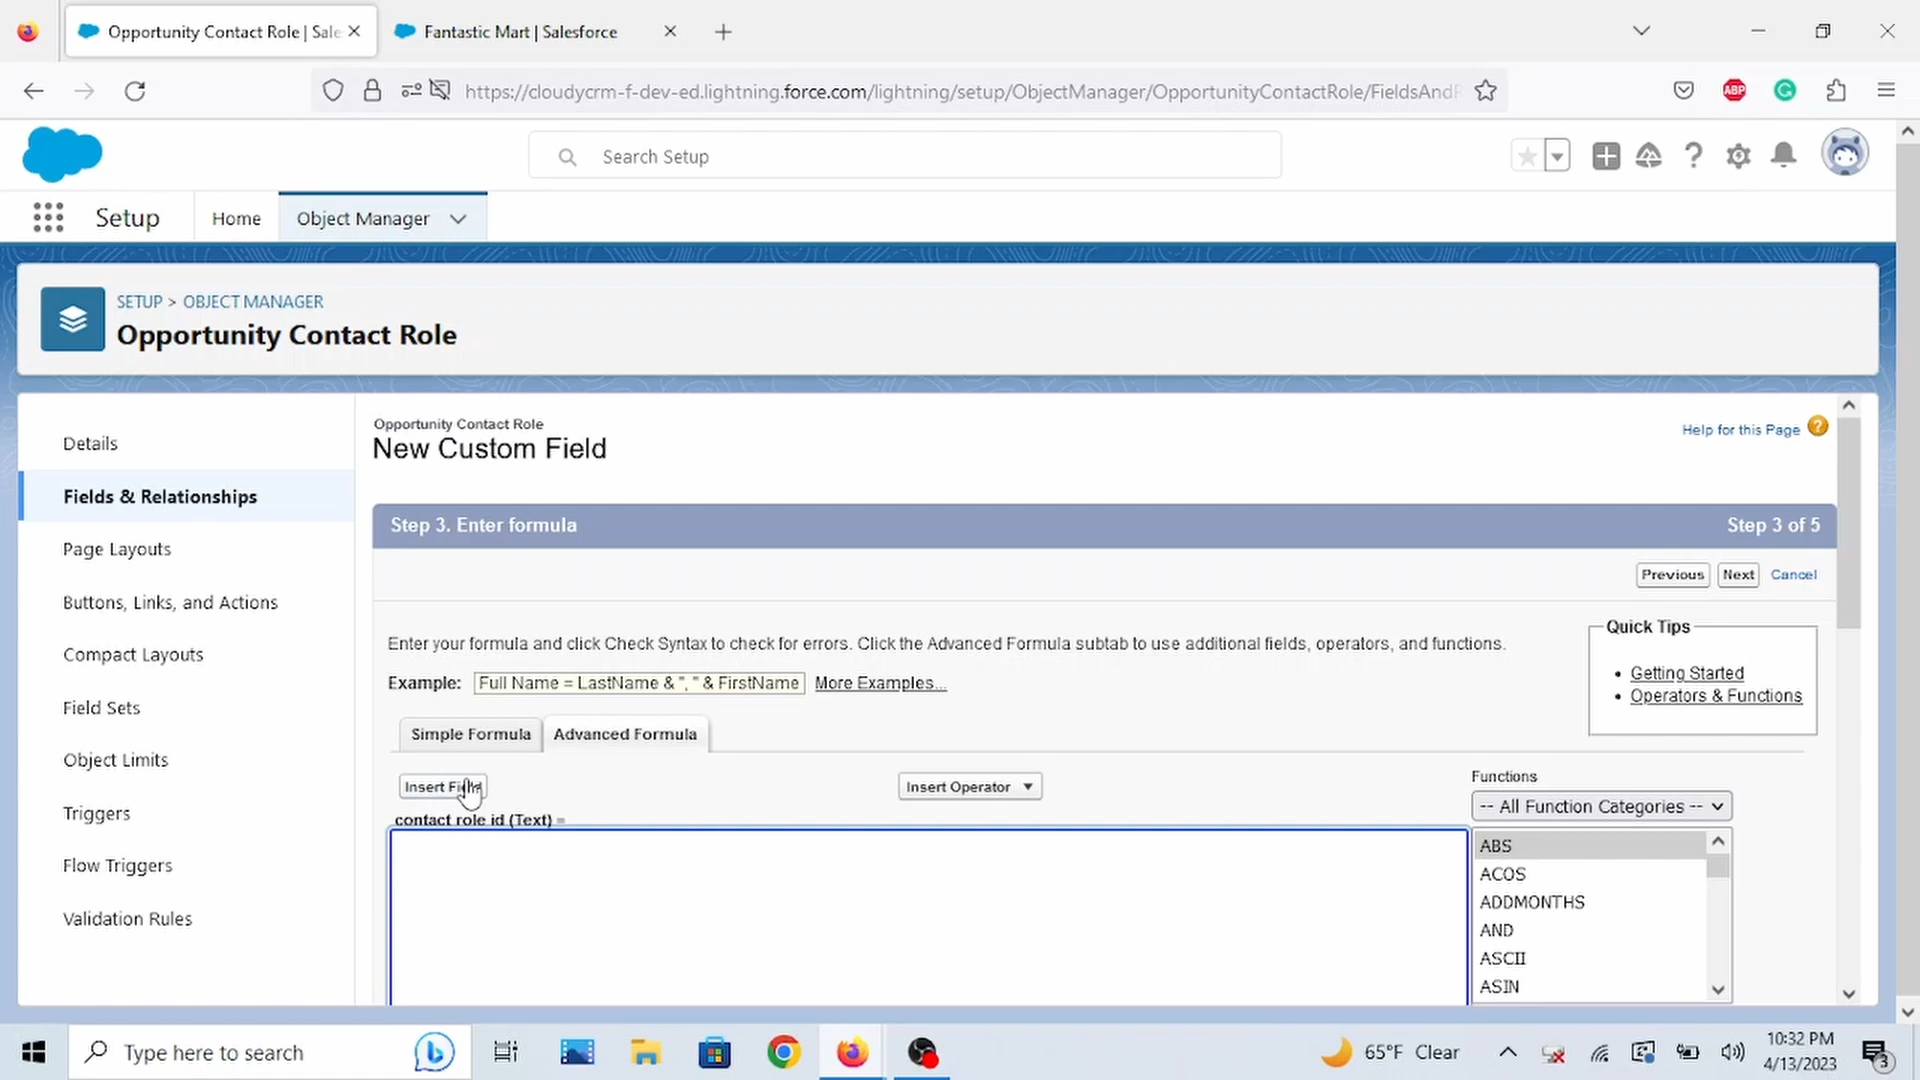 Opportunity Contact Role | Sale
Fantastic Mart | Salesforce
https://cloudycrm-f-dev-ed.lightning.force.com/lightning/setup/ObjectManager/OpportunityContactRole/FieldsAndR
ABP
Search Setup
Setup
Home
Object Manager
SETUP > OBJECT MANAGER
Opportunity Contact Role
Details
Fields & Relationships
Page Layouts
Buttons, Links, and Actions
Compact Layouts
Field Sets
Object Limits
Triggers
Flow Triggers
Validation Rules
Opportunity Contact Role
New Custom Field
Help for this Page ?
Step 3. Enter formula
Step 3 of 5
Previous
Next
Cancel
Enter your formula and click Check Syntax to check for errors. Click the Advanced Formula subtab to use additional fields, operators, and functions.
Example: Full Name = LastName & ", " & FirstName More Examples...
Quick Tips
• Getting Started
• Operators & Functions
Simple Formula
Advanced Formula
Insert Field
Insert Operator
contact role id (Text) =
Functions
-- All Function Categories --
ABS
ACOS
ADDMONTHS
AND
ASCII
ASIN
Type here to search
65°F Clear
10:32 PM
4/13/2023
3